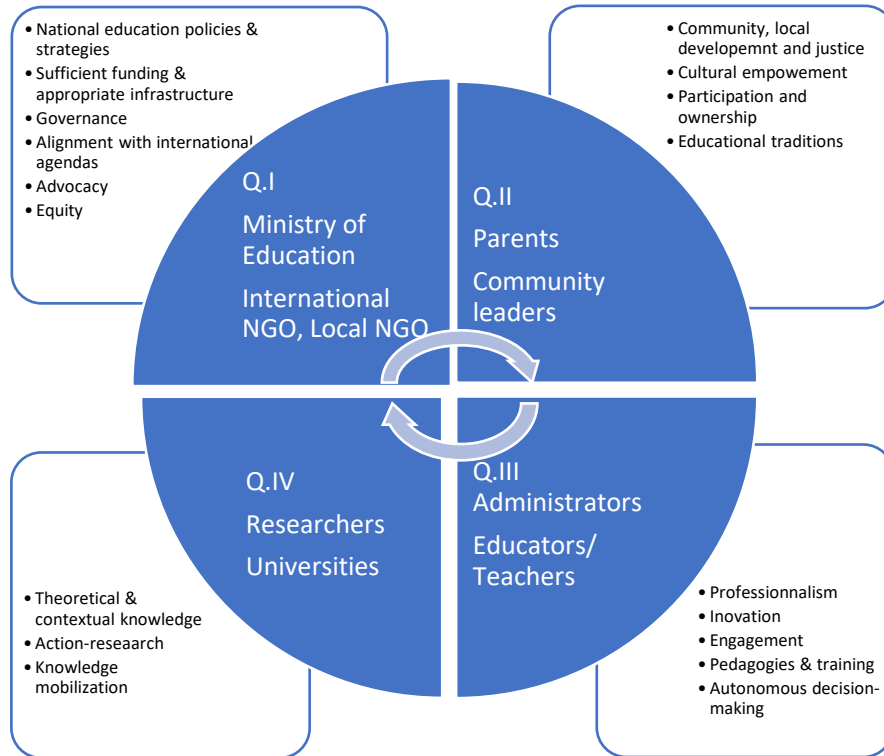 • National education policies &
strategies
• Sufficient funding &
appropriate infrastructure
• Governance
• Alignment with international
agendas
• Advocacy
• Equity
• Community, local
developemnt and justice
• Cultural empowement
• Participation and
ownership
• Educational traditions
Q.I
Ministry of
Education
International
NGO, Local NGO
Q.II
Parents
Community
leaders
Q.IV
Researchers
Universities
Q.III
Administrators
Educators/
Teachers
• Theoretical &
contextual knowledge
• Action-reseaarch
• Knowledge
mobilization
• Professionnalism
• Inovation
• Engagement
• Pedagogies & training
• Autonomous decision-
making